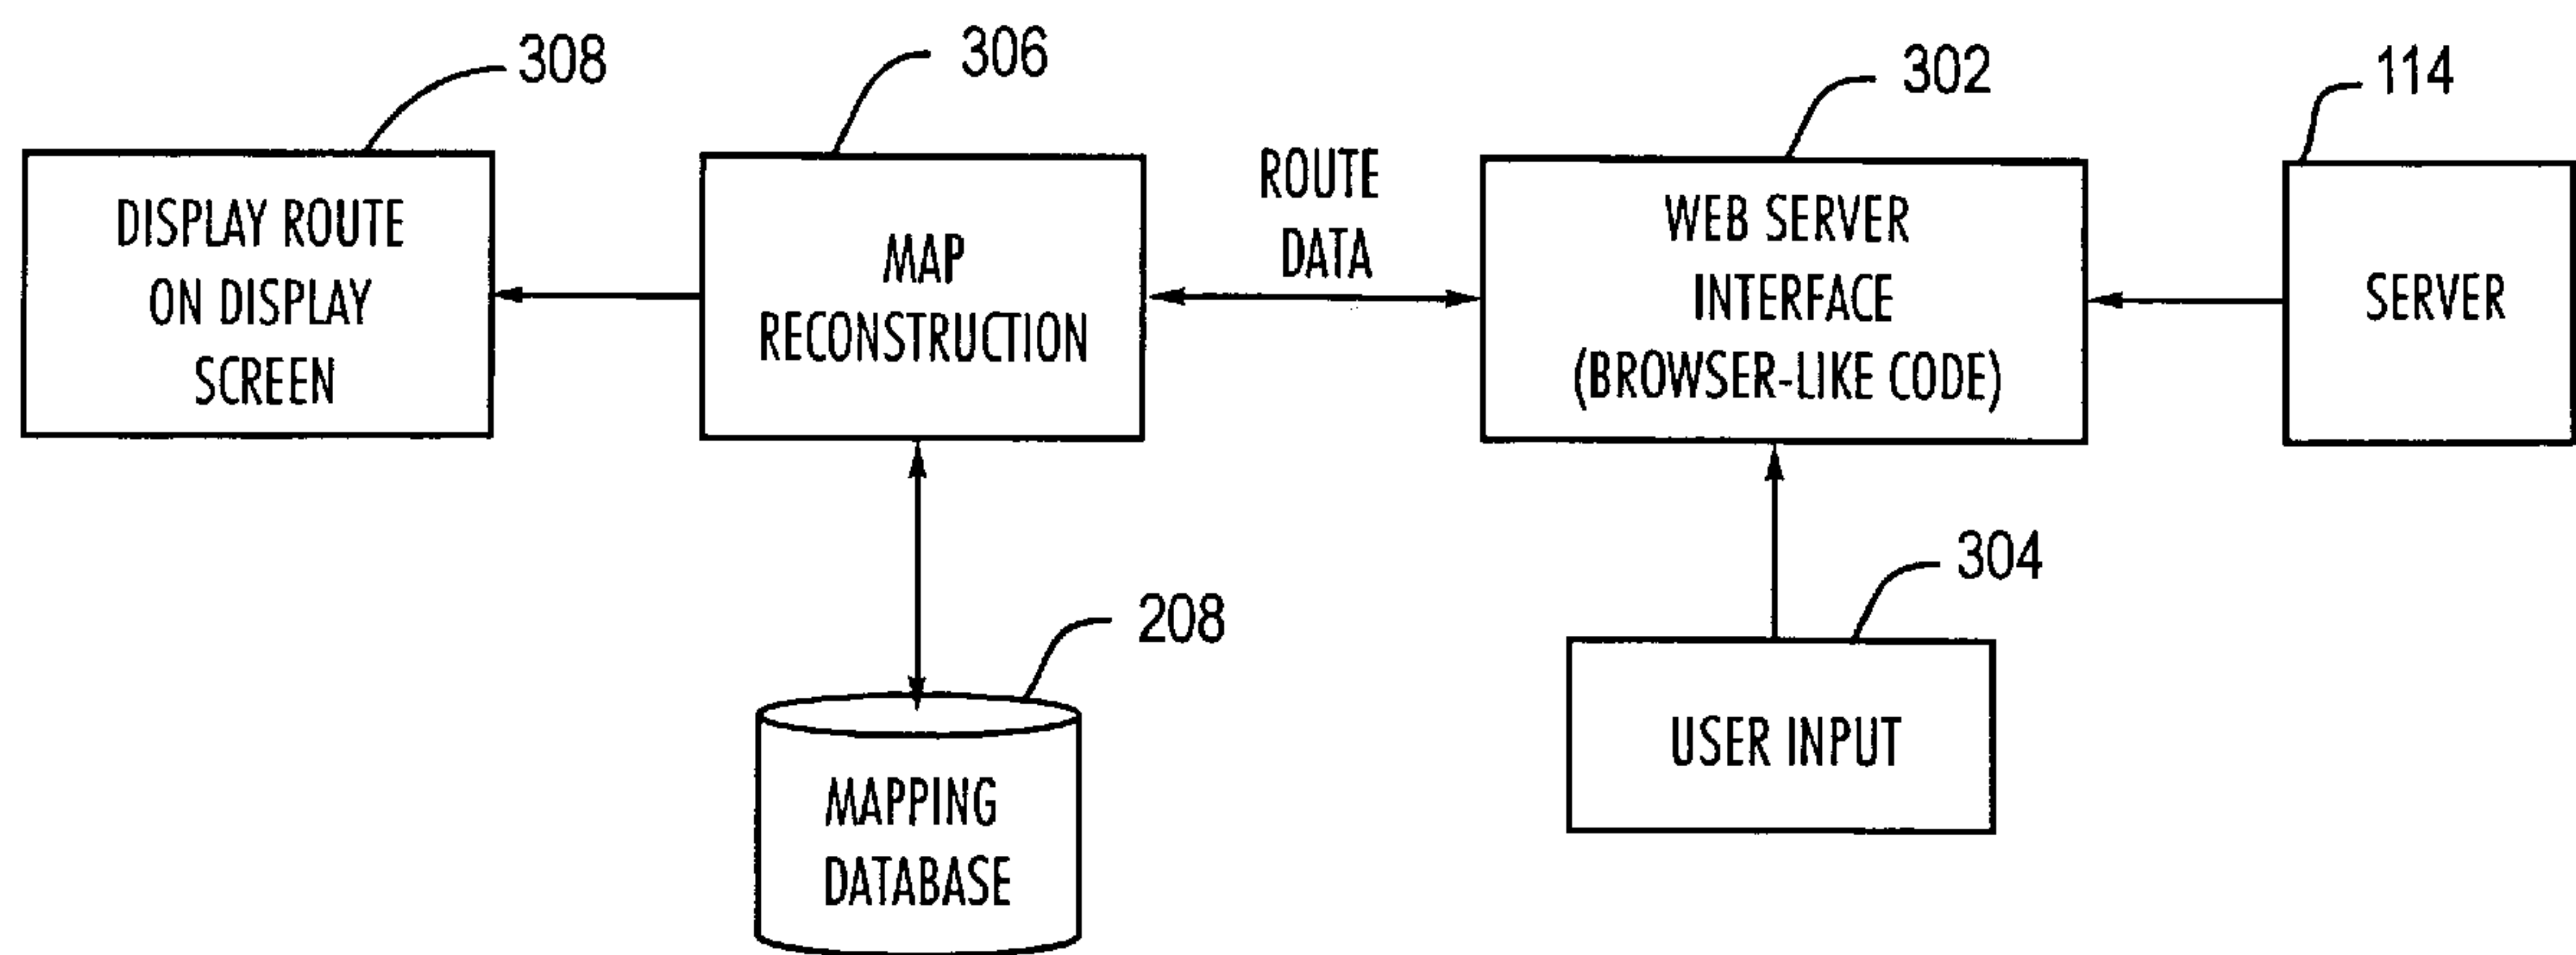 308
306
302
114
DISPLAY ROUTE
ON DISPLAY
SCREEN
MAP
RECONSTRUCTION
ROUTE
DATA
WEB SERVER
INTERFACE
(BROWSER-LIKE CODE)
SERVER
208
MAPPING
DATABASE
304
USER INPUT